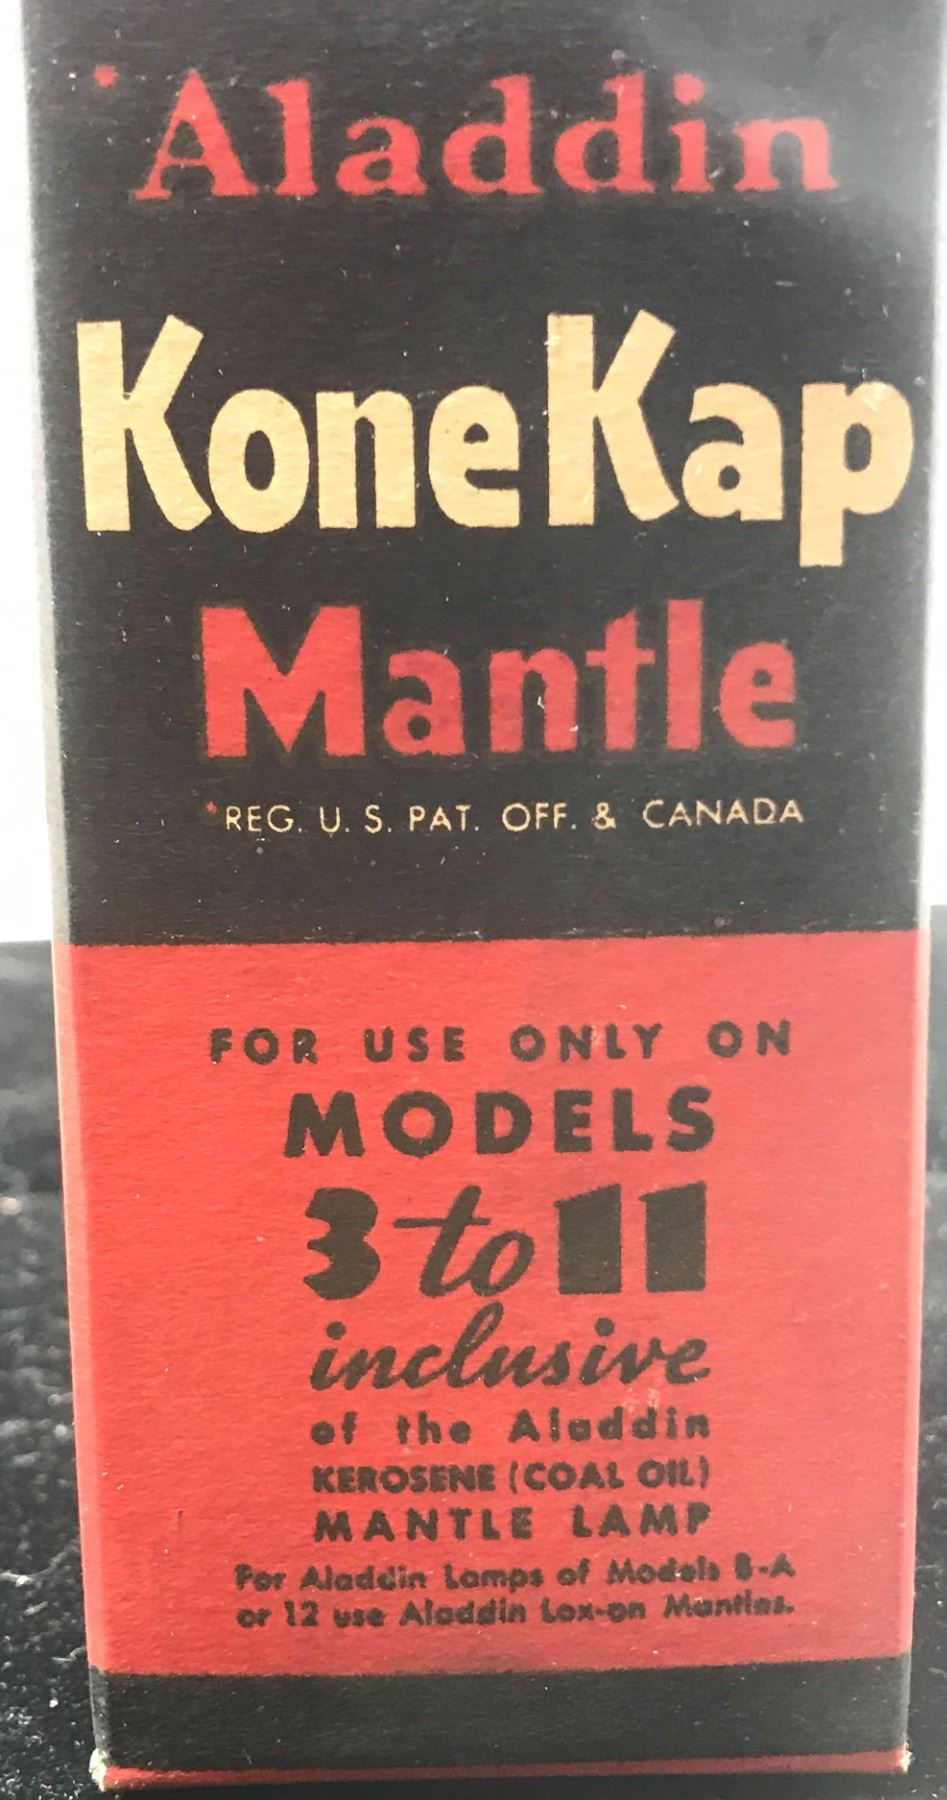 *Aladdin
KoneKap
Mantle
*REG. U. S. PAT. OFF. & CANADA
FOR USE ONLY ON
MODELS
3 to 11
inclusive
of the Aladdin
KEROSENE (COAL OIL)
MANTLE LAMP
For Aladdin Lamps of Models B-A
or 12 use Aladdin Lox-on Mantles.